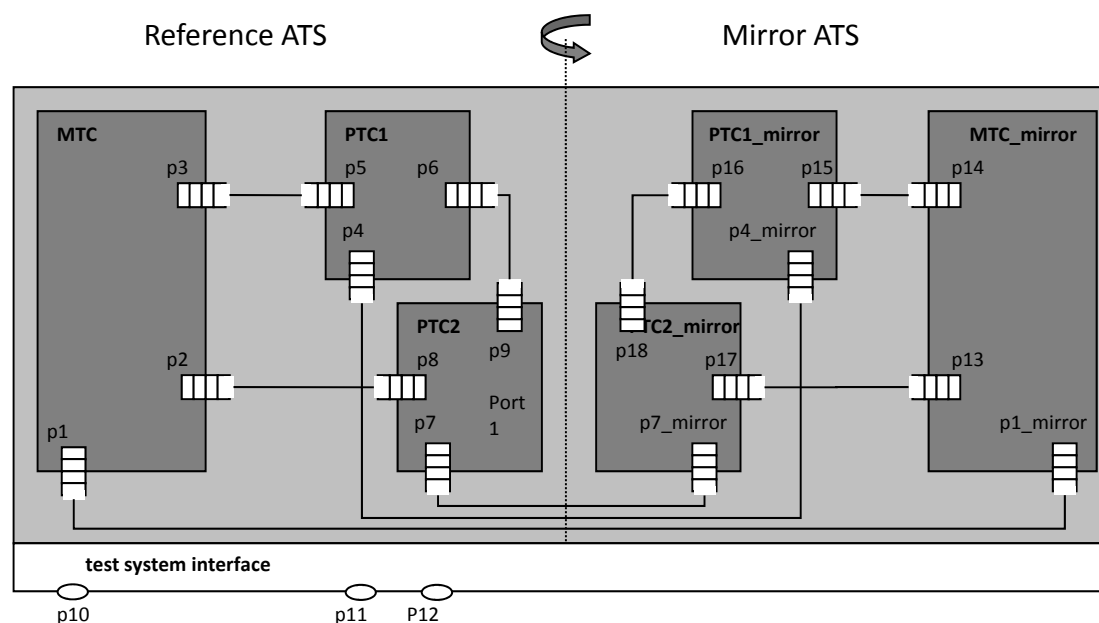 Reference ATS
Mirror ATS
MTC
PTC1
PTC1_mirror
MTC_mirror
p3
p5
p6
p16
p15
p14
p4
p4_mirror
PTC2
PTC2_mirror
p2
p8
p9
p18
p17
p13
Port
1
p1
p7
p7_mirror
p1_mirror
test system interface
p10
p11
P12